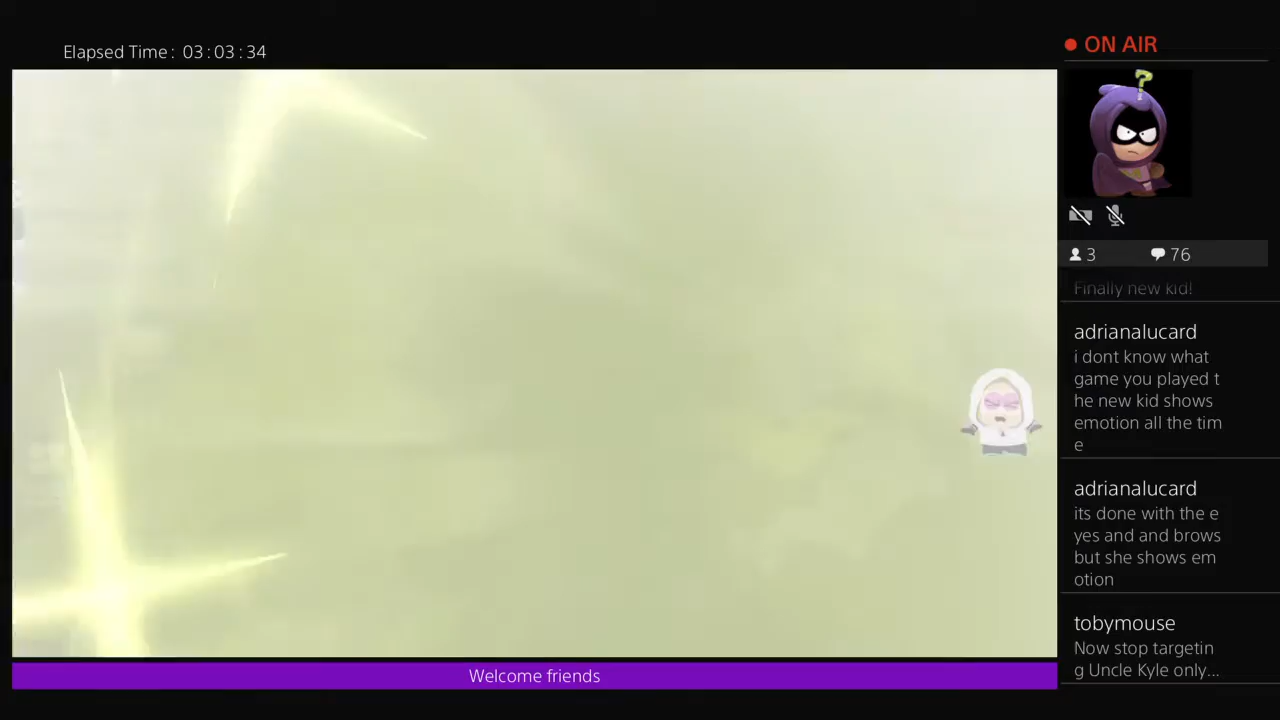 Elapsed Time: 03:03:34
ON AIR
?
3 76
Finally new kid!
adrianalucard
i dont know what
game you played t
he new kid shows
emotion all the tim
e
adrianalucard
its done with the e
yes and and brows
but she shows em
otion
tobymouse
Now stop targetin
g Uncle Kyle only...
Welcome friends